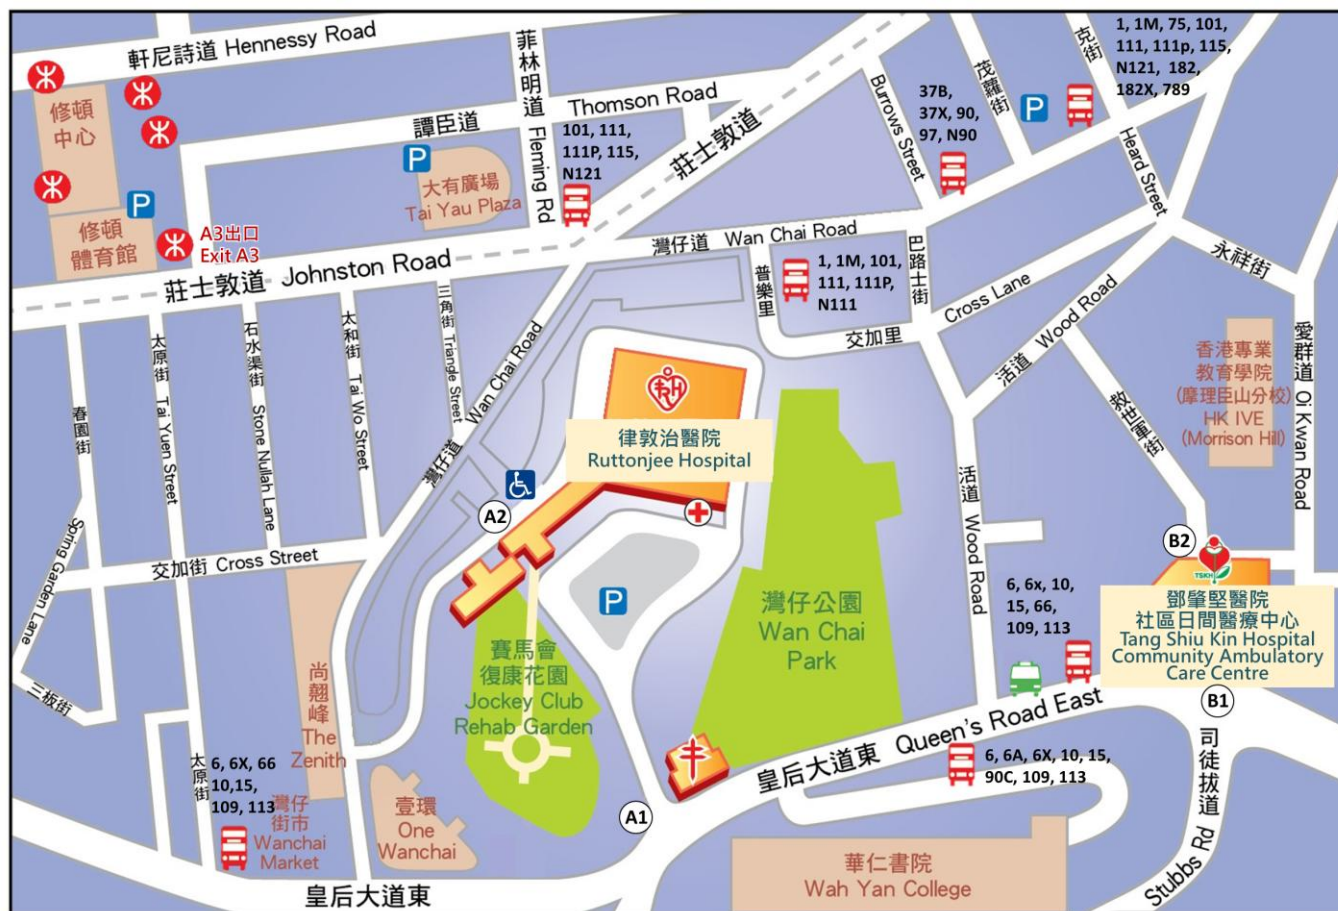 軒尼詩道 Hennessy Road
修頓
中心
P
修頓
體育館
A3出口
Exit A3
菲林明道
Fleming Rd
譚臣道
Thomson Road
P
大有廣場
Tai Yau Plaza
101, 111,
111P, 115,
N121
莊士敦道
莊士敦道 Johnston Road
37B,
37X, 90,
97, N90
Burrows Street
茂蘿街
克街
P
1, 1M, 75, 101,
111, 111p, 115,
N121, 182,
182X, 789
Heard Street
灣仔道 Wan Chai Road
普樂里
1, 1M, 101,
111, 111P,
N111
巴路士街
交加里
Cross Lane
活道 Wood Road
永祥街
愛群道 Oi Kwan Road
香港專業
教育學院
(摩理臣山分校)
HK IVE
(Morrison Hill)
救世軍街
春園街
Spring Garden Lane
太原街 Tai Yuen Street
石水渠街 Stone Nullah Lane
太和街 Tai Wo Street
三角街 Triangle Street
灣仔道 Wan Chai Road
RH
律敦治醫院
Ruttonjee Hospital
A2
P
交加街 Cross Street
三板街
太原街
尚翹峰
The
Zenith
6, 6X, 66
10,15,
109, 113
灣仔
街市
Wanchai
Market
壹環
One
Wanchai
賽馬會
復康花園
Jockey Club
Rehab Garden
灣仔公園
Wan Chai
Park
活道 Wood Road
6, 6x, 10,
15, 66,
109, 113
B2
TSKH
鄧肇堅醫院
社區日間醫療中心
Tang Shiu Kin Hospital
Community Ambulatory
Care Centre
B1
A1
皇后大道東 Queen's Road East
6, 6A, 6X, 10, 15,
90C, 109, 113
司徒拔道
Stubbs Rd
華仁書院
Wah Yan College
皇后大道東